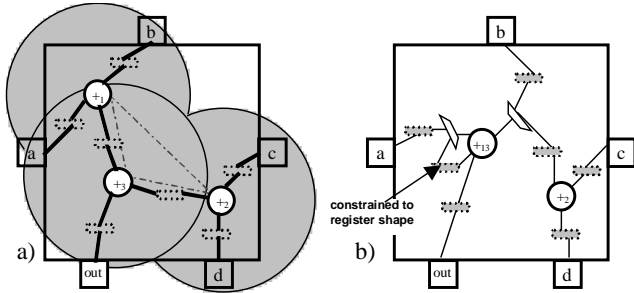 b
+1
a
c
+3
+2
a)
out
d
b
a
+13
c
+2
constrained to
register shape
b)
out
d